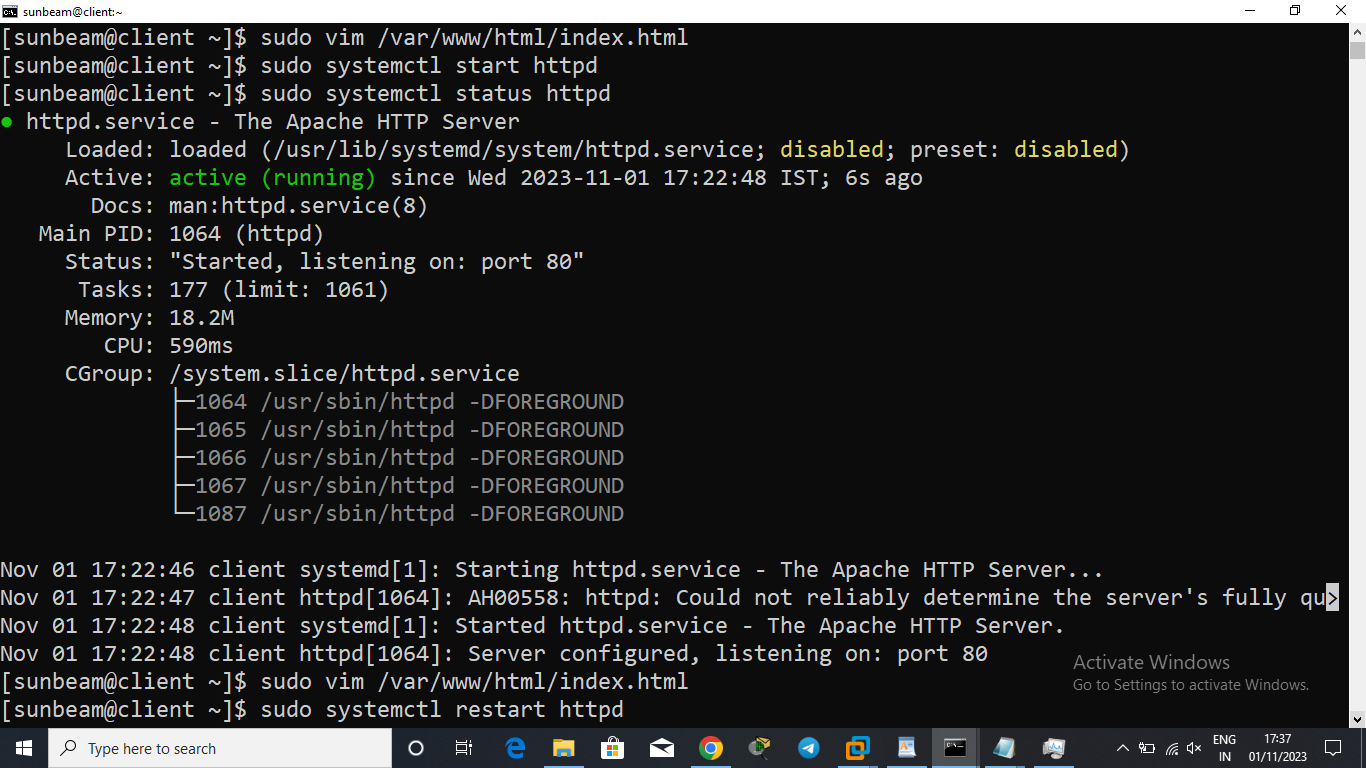 sunbeam@client:~
[sunbeam@client ~]$ sudo vim /var/www/html/index.html
[sunbeam@client ~]$ sudo systemctl start httpd
[sunbeam@client ~]$ sudo systemctl status httpd
● httpd.service - The Apache HTTP Server
Loaded: loaded (/usr/lib/systemd/system/httpd.service; disabled; preset: disabled)
Active: active (running) since Wed 2023-11-01 17:22:48 IST; 6s ago
Docs: man:httpd.service(8)
Main PID: 1064 (httpd)
Status: "Started, listening on: port 80"
Tasks: 177 (limit: 1061)
Memory: 18.2M
CPU: 590ms
CGroup: /system.slice/httpd.service
├─1064 /usr/sbin/httpd -DFOREGROUND
├─1065 /usr/sbin/httpd -DFOREGROUND
├─1066 /usr/sbin/httpd -DFOREGROUND
├─1067 /usr/sbin/httpd -DFOREGROUND
└─1087 /usr/sbin/httpd -DFOREGROUND
Nov 01 17:22:46 client systemd[1]: Starting httpd.service - The Apache HTTP Server...
Nov 01 17:22:47 client httpd[1064]: AH00558: httpd: Could not reliably determine the server's fully qu>
Nov 01 17:22:48 client systemd[1]: Started httpd.service - The Apache HTTP Server.
Nov 01 17:22:48 client httpd[1064]: Server configured, listening on: port 80
[sunbeam@client ~]$ sudo vim /var/www/html/index.html
[sunbeam@client ~]$ sudo systemctl restart httpd
Activate Windows
Go to Settings to activate Windows.
Type here to search
ENG
IN
17:37
01/11/2023